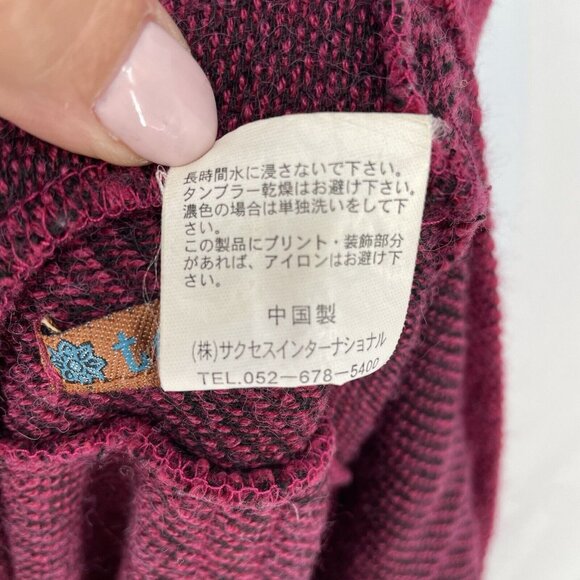 長時間水に浸さないで下さい。
タンブラー乾燥はお避け下さい。
濃色の場合は単独洗いをして下
さい。
この製品にプリント・装飾部分
があれば、アイロンはお避け下
さい。
中国製
(株)サクセスインターナショナル
TEL.052-678-5400